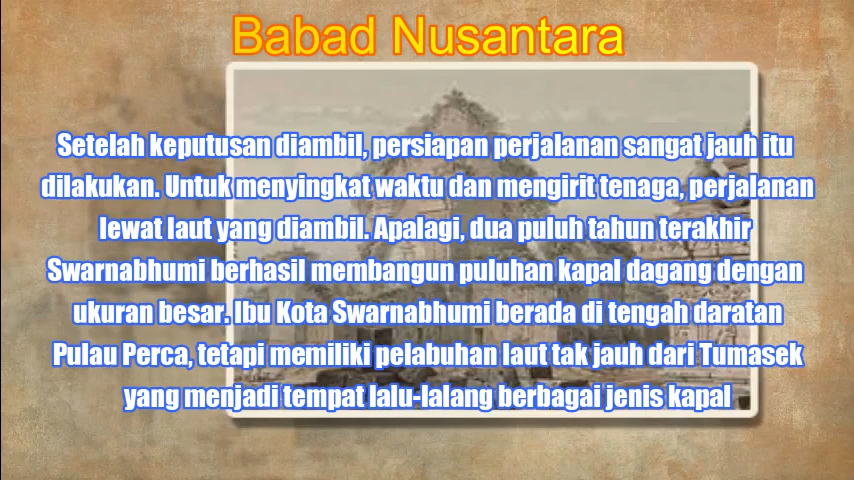 Babad Nusantara
Setelah keputusan diambil, persiapan perjalanan sangat jauh itu
dilakukan. Untuk menyingkat waktu dan mengirit tenaga, perjalanan
lewat laut yang diambil. Apalagi, dua puluh tahun terakhir
Swarnabhumi berhasil membangun puluhan kapal dagang dengan
ukuran besar. Ibu Kota Swarnabhumi berada di tengah daratan
Pulau Perca, tetapi memiliki pelabuhan laut tak jauh dari Tumasek
yang menjadi tempat lalu-lalang berbagai jenis kapal